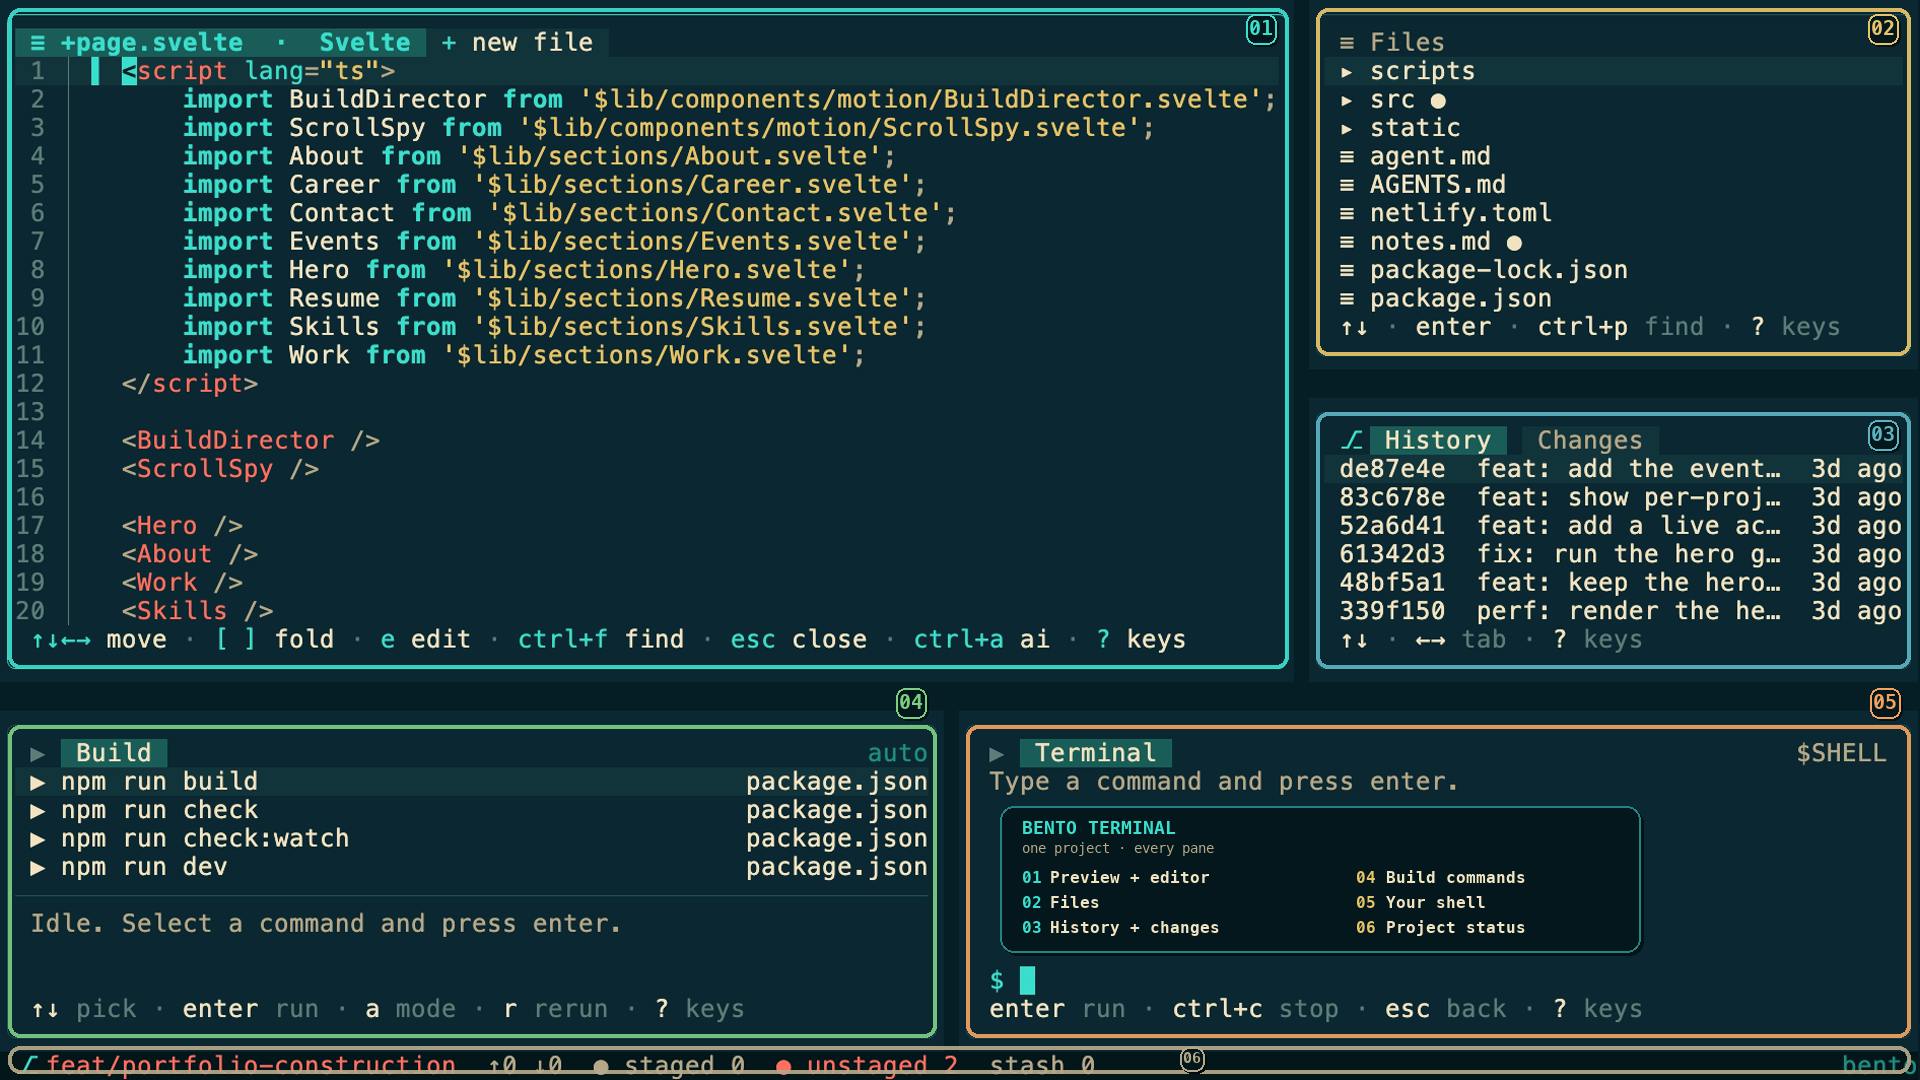 01
≡ +page.svelte · Svelte + new file
1 <script lang="ts">
2 import BuildDirector from '$lib/components/motion/BuildDirector.svelte';
3 import ScrollSpy from '$lib/components/motion/ScrollSpy.svelte';
4 import About from '$lib/sections/About.svelte';
5 import Career from '$lib/sections/Career.svelte';
6 import Contact from '$lib/sections/Contact.svelte';
7 import Events from '$lib/sections/Events.svelte';
8 import Hero from '$lib/sections/Hero.svelte';
9 import Resume from '$lib/sections/Resume.svelte';
10 import Skills from '$lib/sections/Skills.svelte';
11 import Work from '$lib/sections/Work.svelte';
12 </script>
13
14 <BuildDirector />
15 <ScrollSpy />
16
17 <Hero />
18 <About />
19 <Work />
20 <Skills />
↑↓←→ move · [ ] fold · e edit · ctrl+f find · esc close · ctrl+a ai · ? keys
02
≡ Files
▸ scripts
▸ src ●
▸ static
≡ agent.md
≡ AGENTS.md
≡ netlify.toml
≡ notes.md ●
≡ package-lock.json
≡ package.json
↑↓ · enter · ctrl+p find · ? keys
03
History Changes
de87e4e feat: add the event… 3d ago
83c678e feat: show per-proj… 3d ago
52a6d41 feat: add a live ac… 3d ago
61342d3 fix: run the hero g… 3d ago
48bf5a1 feat: keep the hero… 3d ago
339f150 perf: render the he… 3d ago
↑↓ · ←→ tab · ? keys
04
▶ Build auto
▶ npm run build package.json
▶ npm run check package.json
▶ npm run check:watch package.json
▶ npm run dev package.json
Idle. Select a command and press enter.
↑↓ pick · enter run · a mode · r rerun · ? keys
05
▶ Terminal $SHELL
Type a command and press enter.
BENTO TERMINAL
one project · every pane
01 Preview + editor 04 Build commands
02 Files 05 Your shell
03 History + changes 06 Project status
$
enter run · ctrl+c stop · esc back · ? keys
feat/portfolio-construction ↑0 ↓0 ● staged 0 ● unstaged 2 stash 0 06 bento